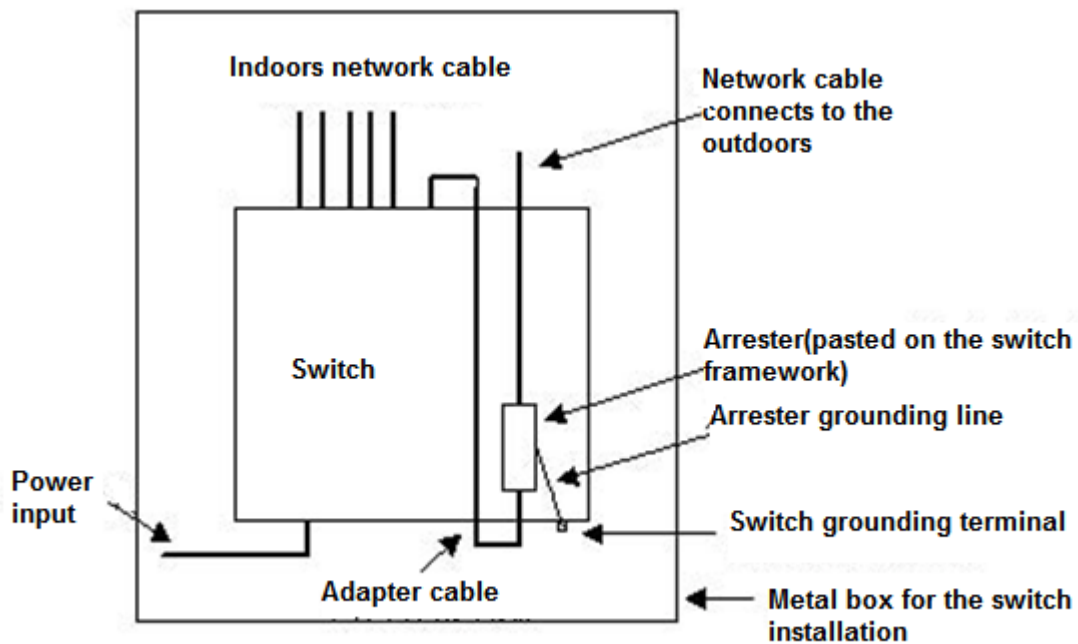 Indoors network cable
Network cable
connects to the
outdoors
Switch
Arrester(pasted on the switch
framework)
Arrester grounding line
Power
input
Switch grounding terminal
Adapter cable
Metal box for the switch
installation